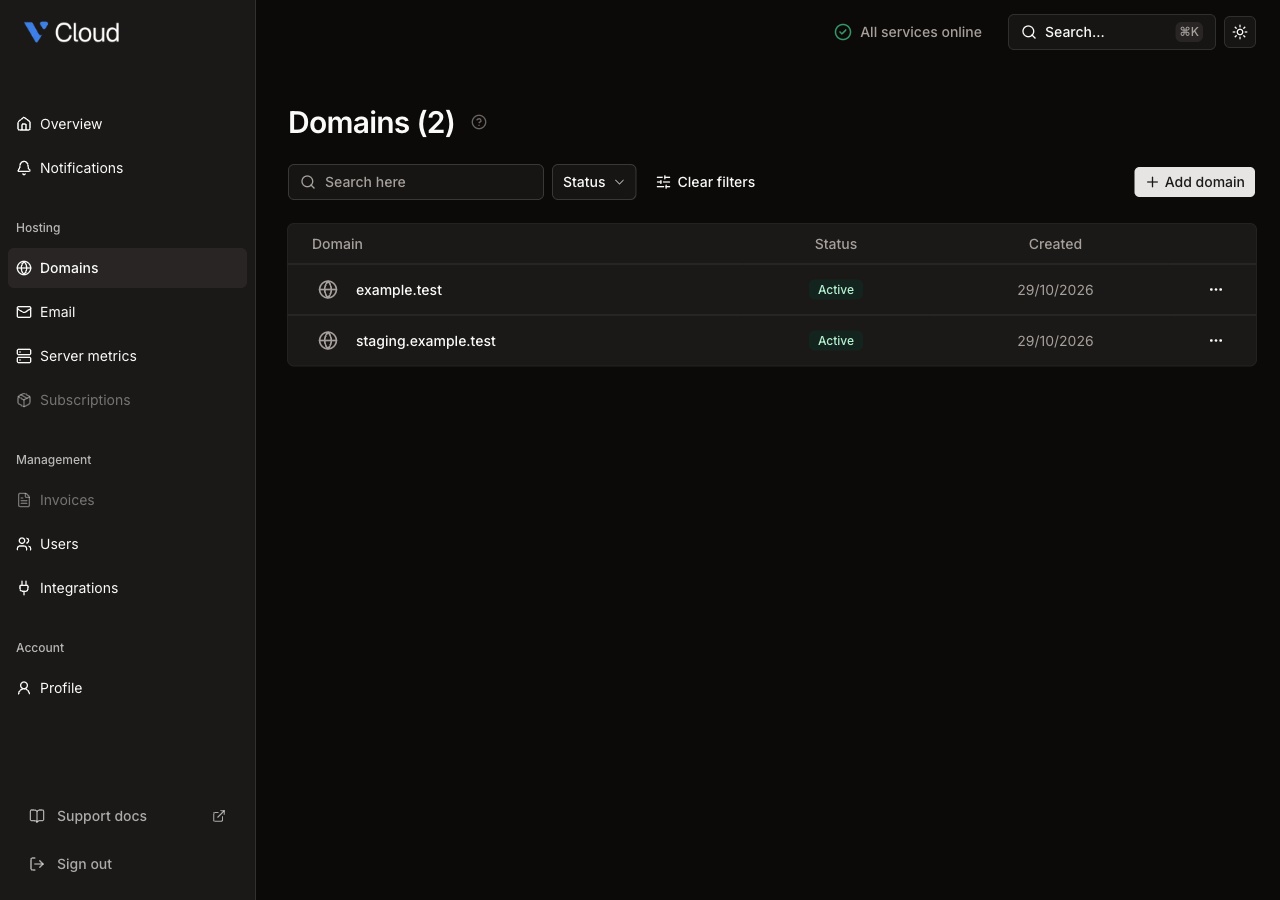 Cloud
All services online
Search...
⌘K
Overview
Notifications
Hosting
Domains
Email
Server metrics
Subscriptions
Management
Invoices
Users
Integrations
Account
Profile
Support docs
Sign out
Domains (2)
Search here
Status
Clear filters
Add domain
Domain Status Created
example.test Active 29/10/2026
staging.example.test Active 29/10/2026